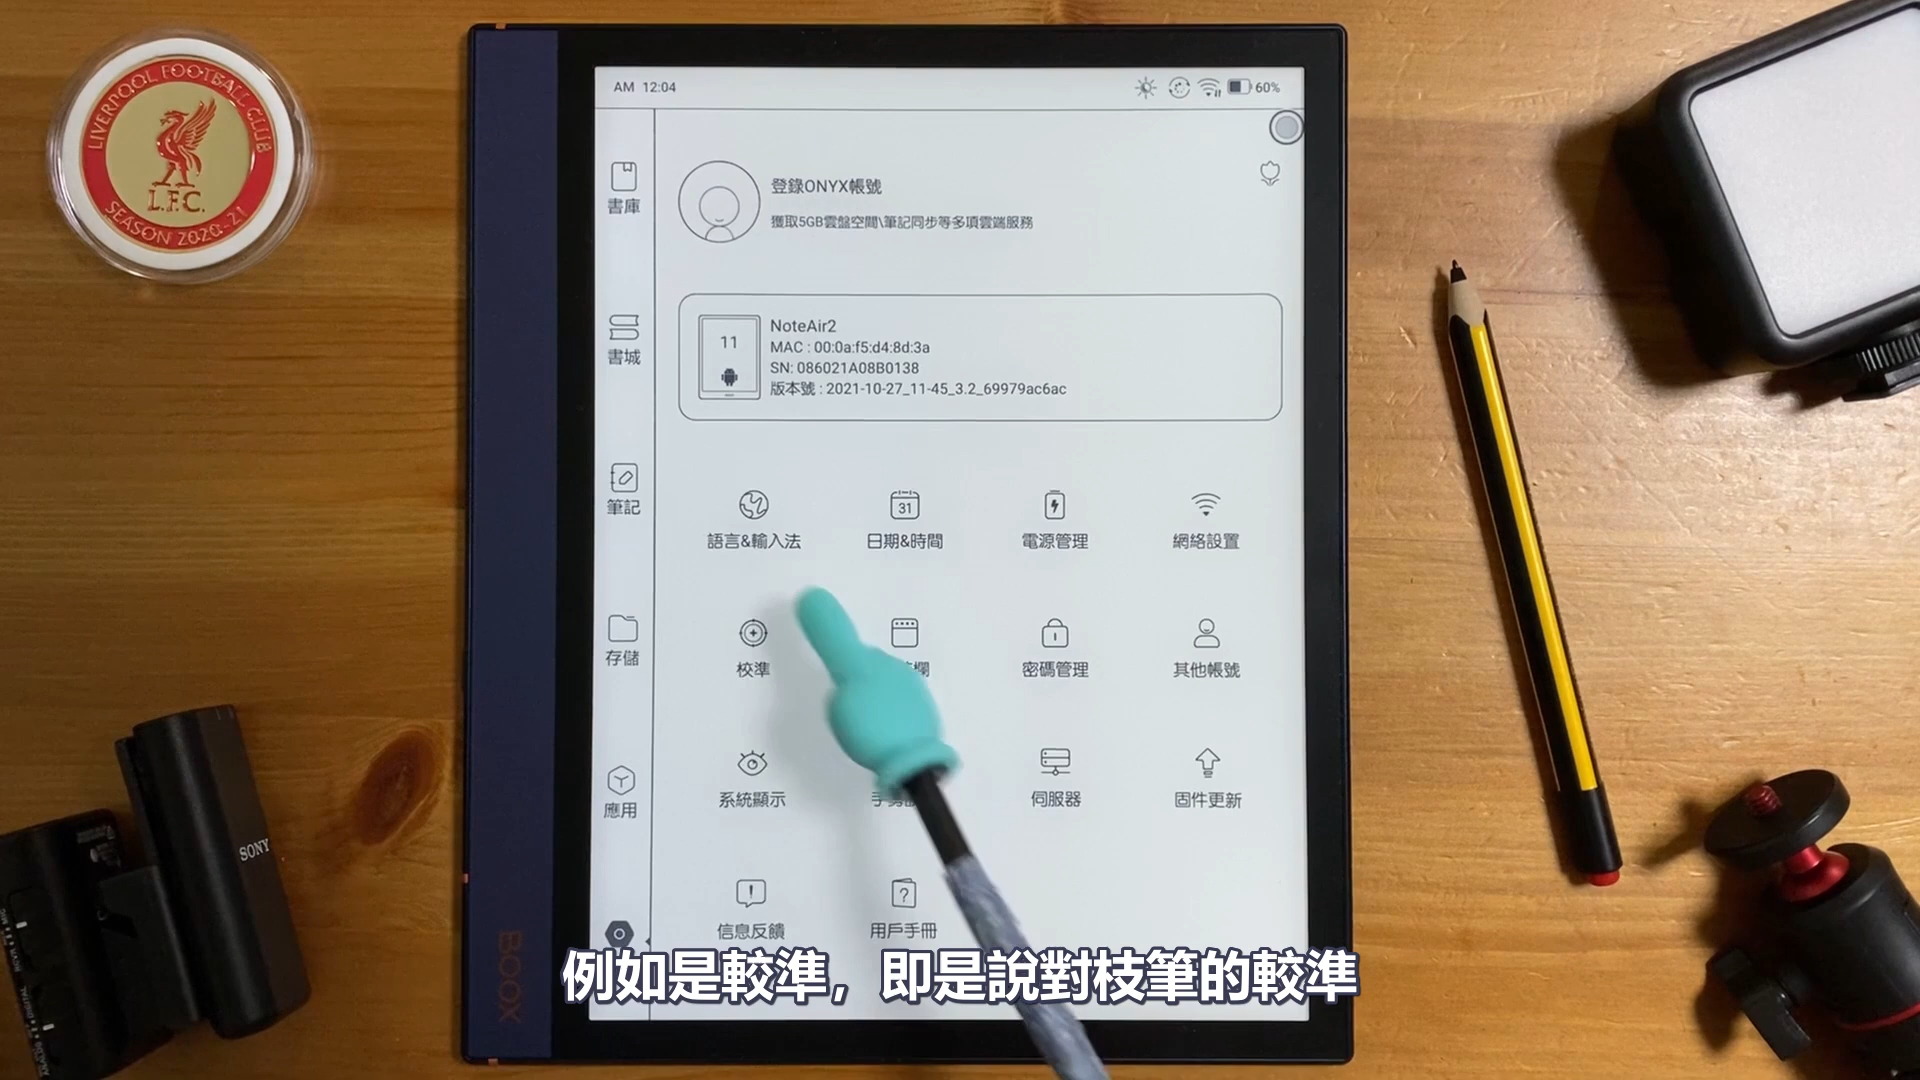 LIVERPOOL FOOTBALL CLUB
L.F.C.
SEASON 2020-21
AM 12:04
60%
登錄ONYX帳號
獲取5GB雲盤空間\筆記同步等多項雲端服務
書庫
書城
筆記
存儲
應用
11
NoteAir2
MAC : 00:0a:f5:d4:8d:3a
SN: 086021A08B0138
版本號 : 2021-10-27_11-45_3.2_69979ac6ac
31
語言&輸入法
日期&時間
電源管理
網絡設置
校準
欄
密碼管理
其他帳號
系統顯示
伺服器
固件更新
信息反饋
用戶手冊
SONY
BOOX
例如是較準，即是說對枝筆的較準